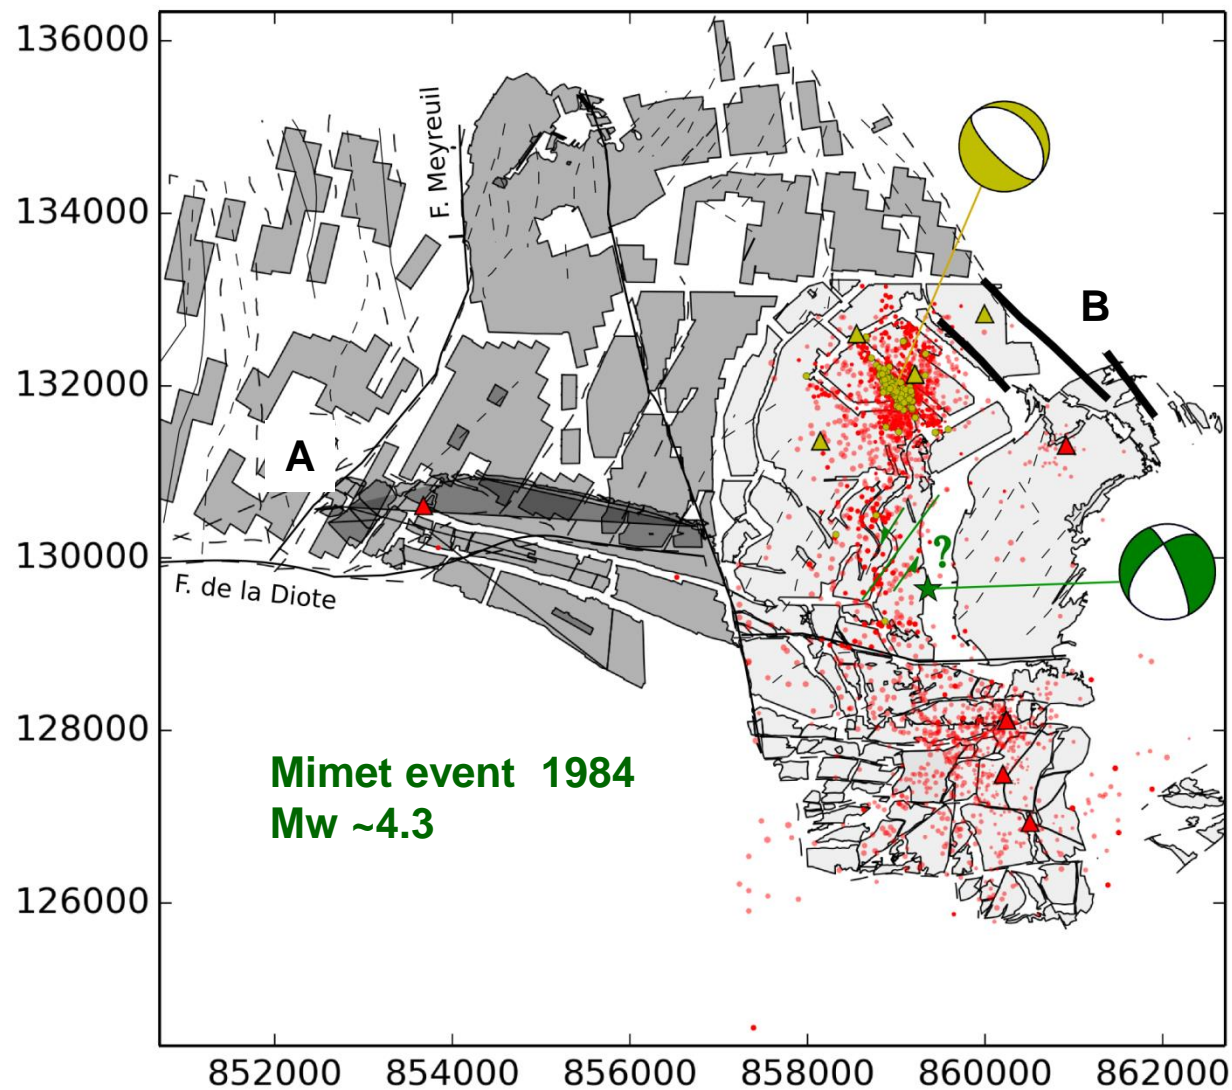 136000
134000
132000
130000
128000
126000
F. Meyreuil
B
A
?
F. de la Diote
Mimet event 1984
Mw ~4.3
852000 854000 856000 858000 860000 862000